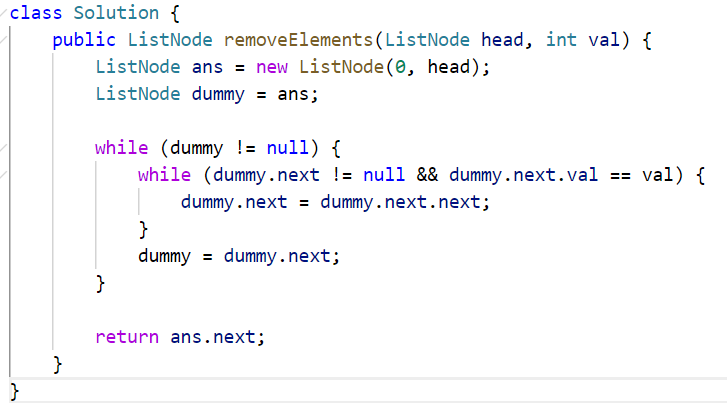 class Solution {
    public ListNode removeElements(ListNode head, int val) {
        ListNode ans = new ListNode(0, head);
        ListNode dummy = ans;

        while (dummy != null) {
            while (dummy.next != null && dummy.next.val == val) {
                dummy.next = dummy.next.next;
            }
            dummy = dummy.next;
        }

        return ans.next;
    }
}